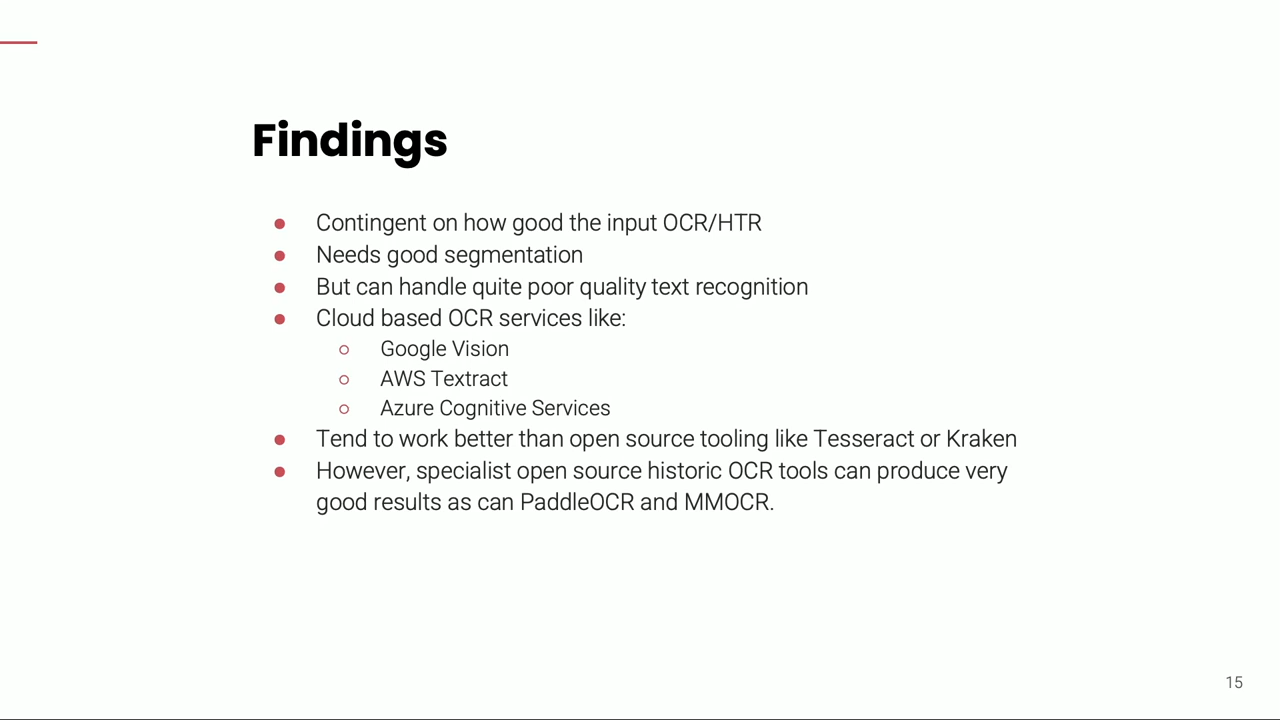 Findings
● Contingent on how good the input OCR/HTR
● Needs good segmentation
● But can handle quite poor quality text recognition
● Cloud based OCR services like:
○ Google Vision
○ AWS Textract
○ Azure Cognitive Services
● Tend to work better than open source tooling like Tesseract or Kraken
● However, specialist open source historic OCR tools can produce very
good results as can PaddleOCR and MMOCR.
15